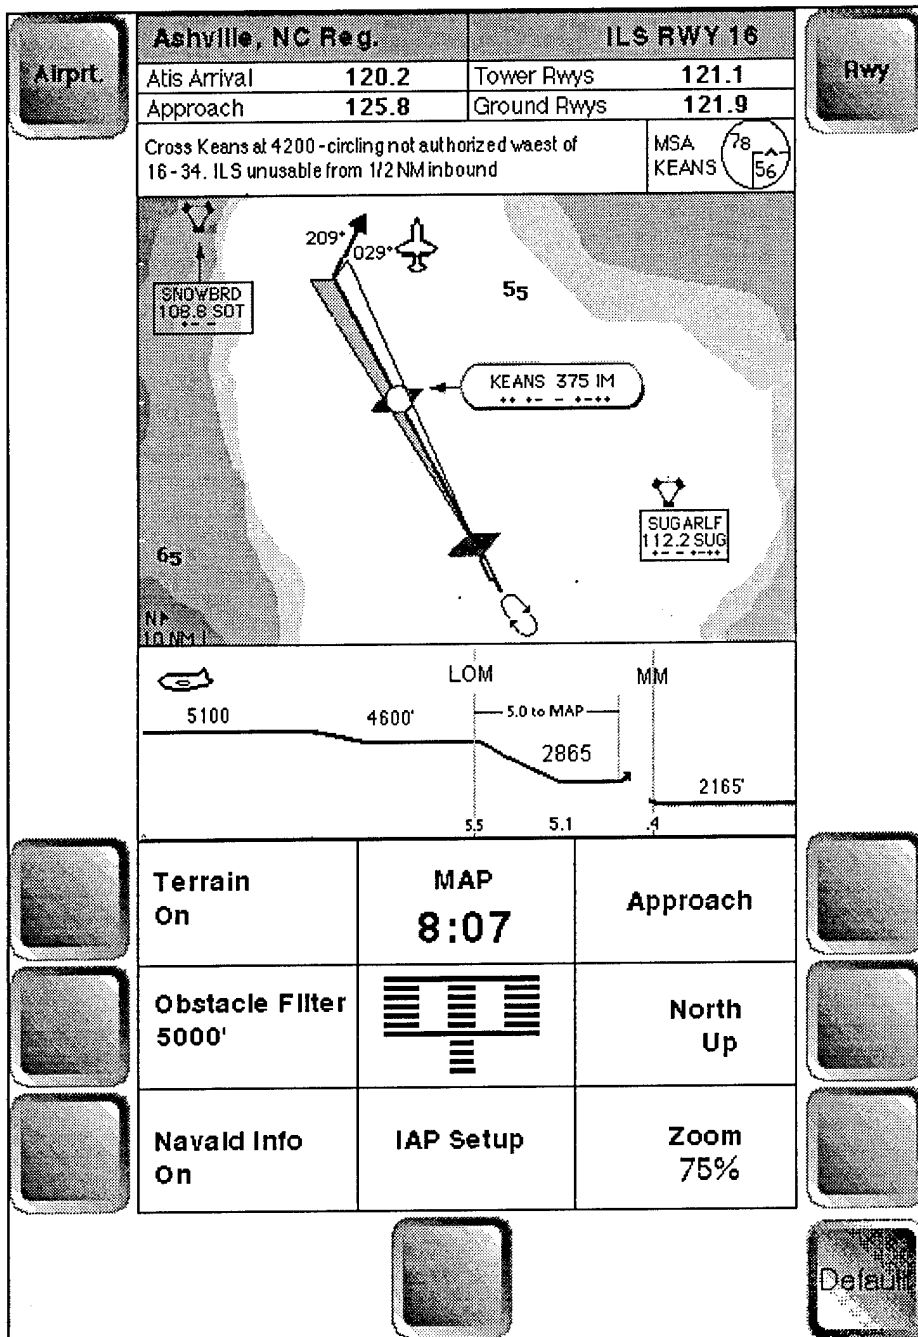 Airprt.
Ashville, NC Reg.
ILS RWY 16
Rwy
Atis Arrival 120.2 Tower Rwys 121.1
Approach 125.8 Ground Rwys 121.9
Cross Keans at 4200 - circling not authorized waest of
16 - 34. ILS unusable from 1/2 NM inbound
MSA
KEANS
78
56
209°
029°
SNOWBRD
108.8 SOT
55
KEANS 375 IM
SUGARLF
112.2 SUG
65
N
10 NM
LOM
MM
5100
4600'
5.0 to MAP
2865
2165'
5.5
5.1
.4
Terrain
On
MAP
8:07
Approach
Obstacle Filter
5000'
North
Up
Navaid Info
On
IAP Setup
Zoom
75%
Default